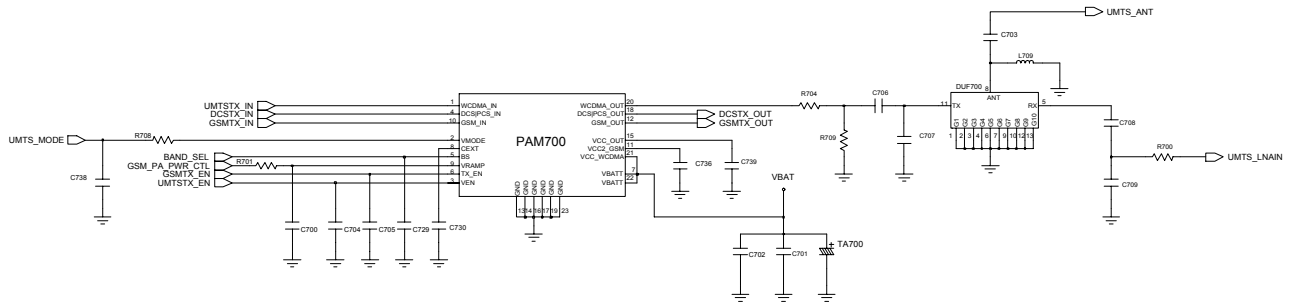 UMTS_ANT
C703
L709
8
DUF700
ANT
11 TX
RX 5
G1 G2 G3 G4 G5 G6 G7 G8 G9 G10
1 2 3 4 6 7 9 10 12 13
R704
C706
R709
C707
C708
R700
UMTS_LNAIN
C709
UMTSTX_IN
DCSTX_IN
GSMTX_IN
UMTS_MODE
R708
C738
BAND_SEL
GSM_PA_PWR_CTL
R701
GSMTX_EN
UMTSTX_EN
1 WCDMA_IN
4 DCS|PCS_IN
10 GSM_IN
2 VMODE
8 CEXT
5 BS
9 VRAMP
6 TX_EN
3 VEN
PAM700
WCDMA_OUT 20
DCS|PCS_OUT 18
GSM_OUT 12
VCC_OUT 15
VCC2_GSM 11
VCC_WCDMA 21
VBATT 7
VBATT 22
GND GND GND GND GND GND
13 14 16 17 19 23
DCSTX_OUT
GSMTX_OUT
C736
C739
VBAT
C700
C704
C705
C729
C730
C702
C701
+ TA700